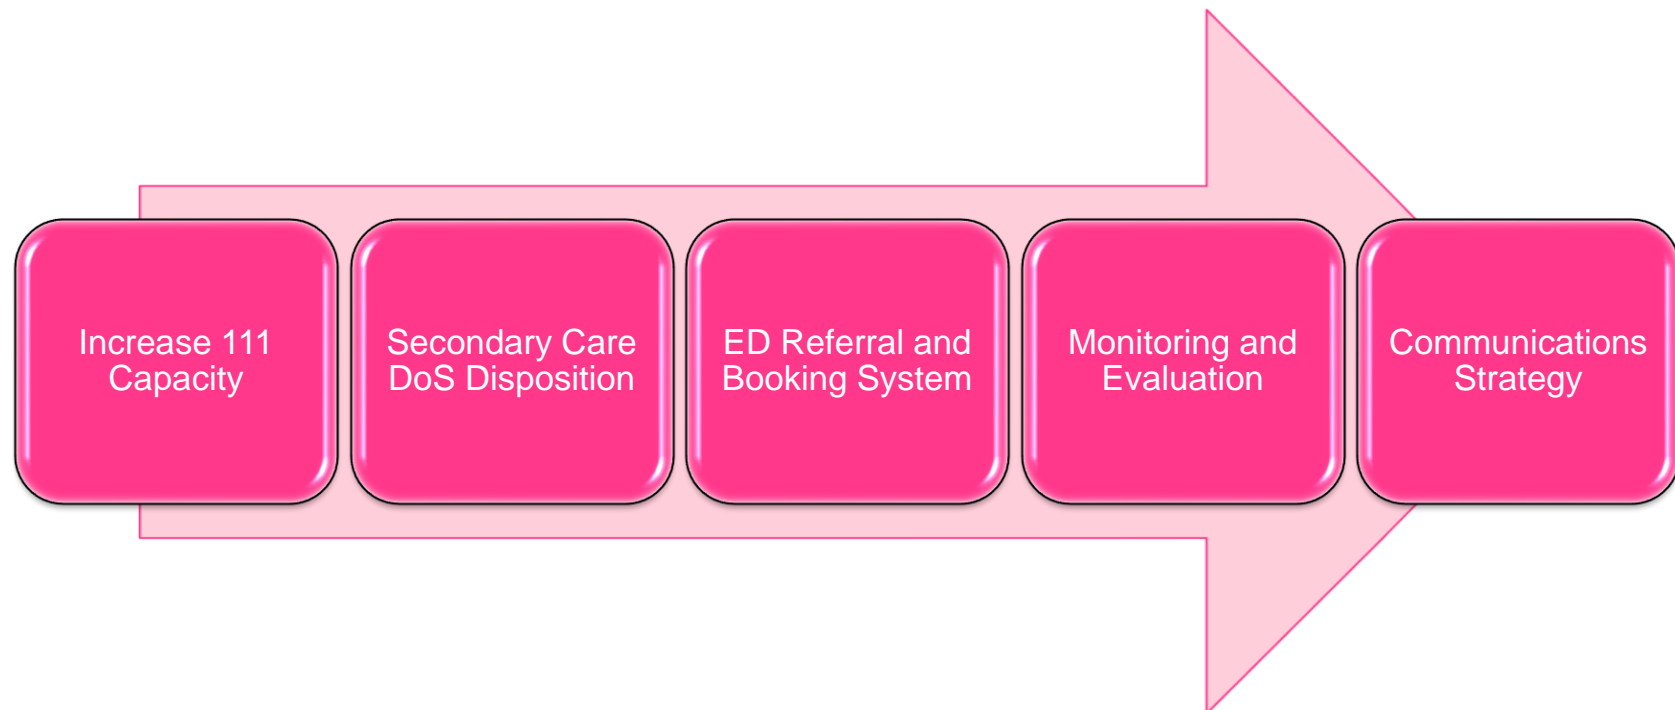 Increase 111
Capacity
Secondary Care
DoS Disposition
ED Referral and
Booking System
Monitoring and
Evaluation
Communications
Strategy